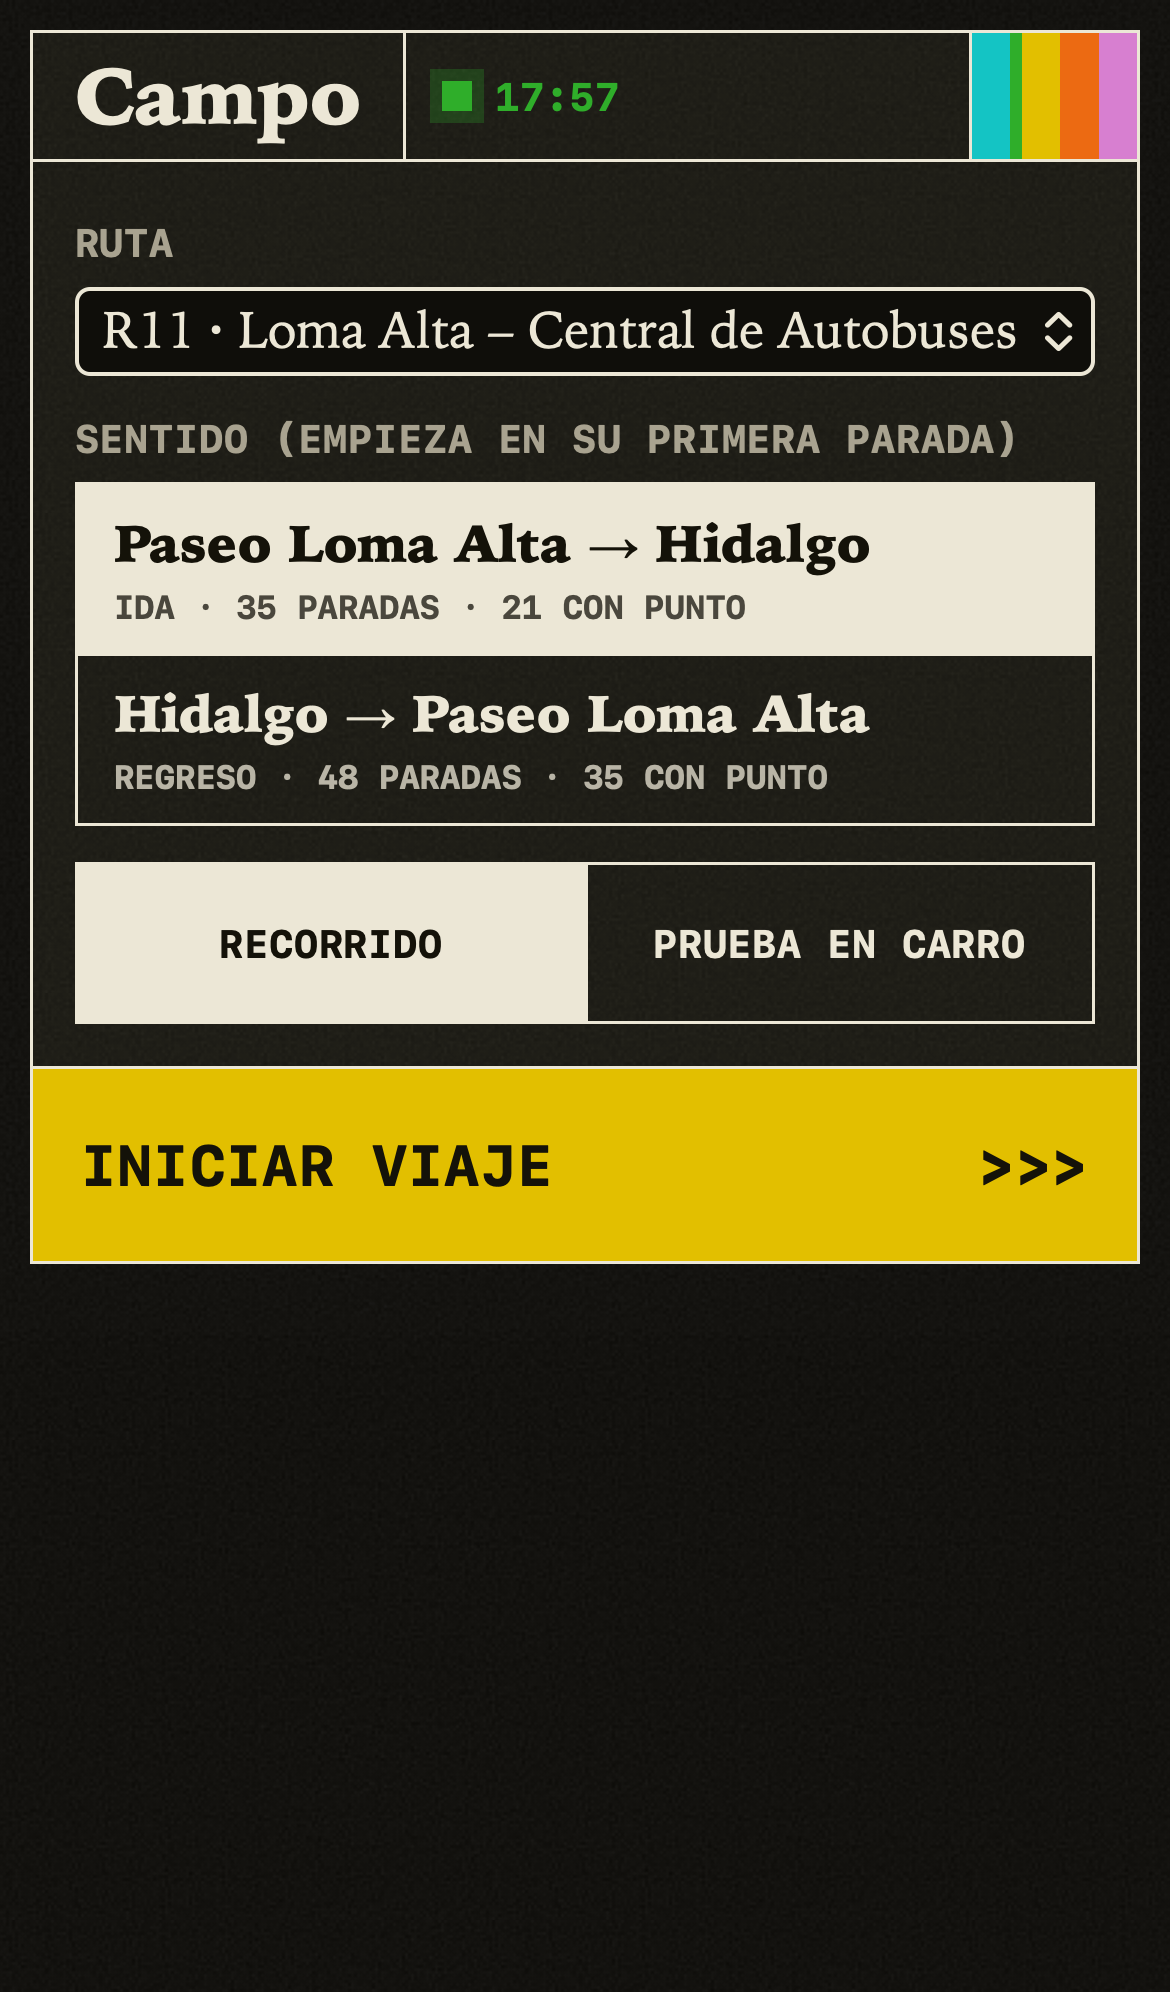 Campo
17:57
RUTA
R11 · Loma Alta – Central de Autobuses
SENTIDO (EMPIEZA EN SU PRIMERA PARADA)
Paseo Loma Alta → Hidalgo
IDA · 35 PARADAS · 21 CON PUNTO
Hidalgo → Paseo Loma Alta
REGRESO · 48 PARADAS · 35 CON PUNTO
RECORRIDO
PRUEBA EN CARRO
INICIAR VIAJE >>>